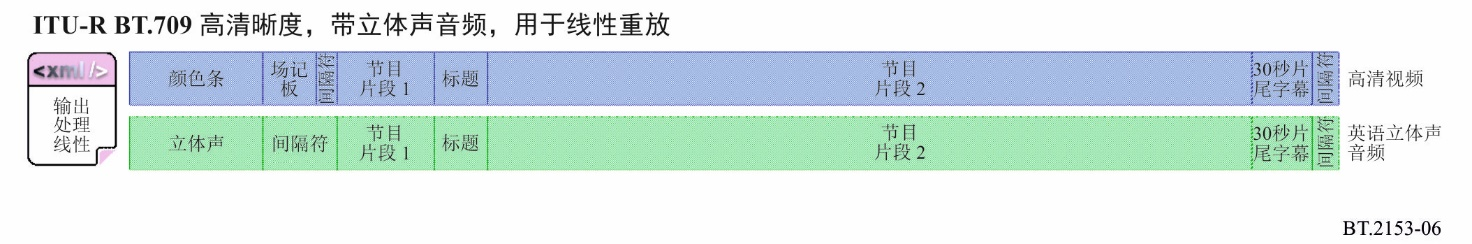 ITU-R BT.709 高清晰度，带立体声音频，用于线性重放
<xml/>
输出
处理
线性
颜色条
场记
板
间隔符
节目
片段 1
标题
节目
片段 2
30秒片
尾字幕
间隔符
高清视频
立体声
间隔符
节目
片段 1
标题
节目
片段 2
30秒片
尾字幕
间隔符
英语立体声
音频
BT.2153-06